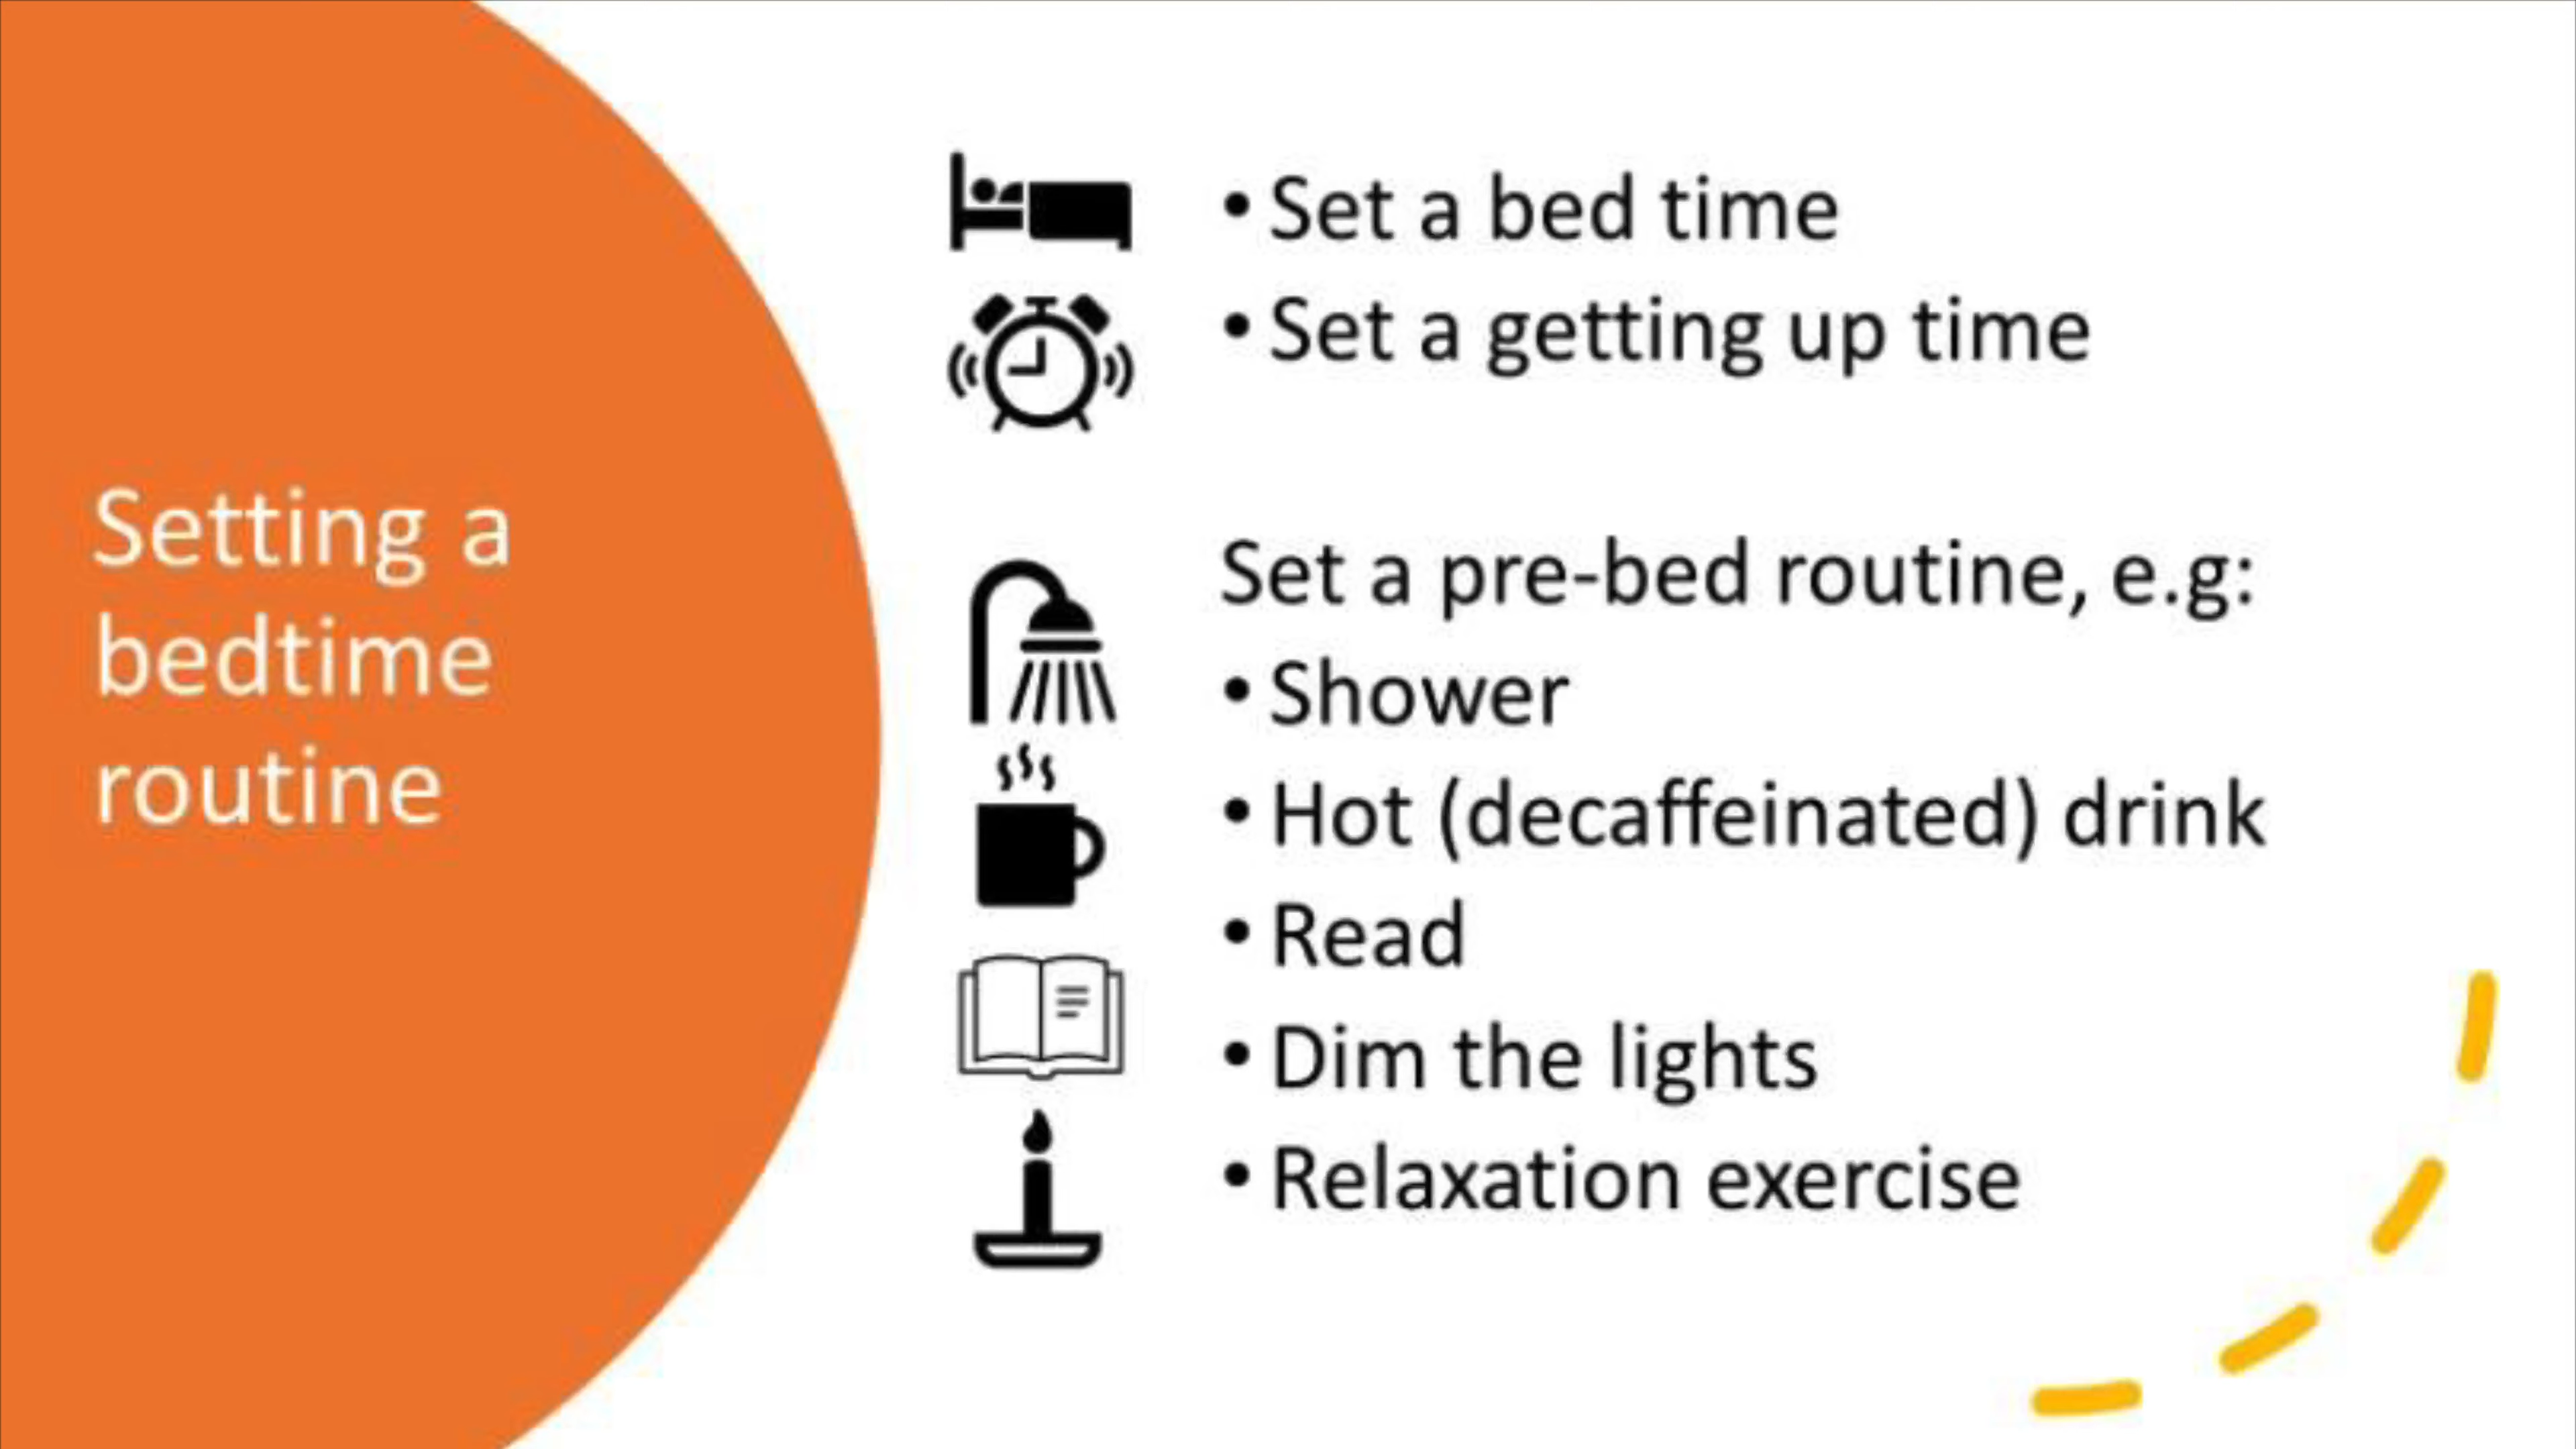 Setting a
bedtime
routine
• Set a bed time
• Set a getting up time
Set a pre-bed routine, e.g:
• Shower
• Hot (decaffeinated) drink
• Read
• Dim the lights
• Relaxation exercise